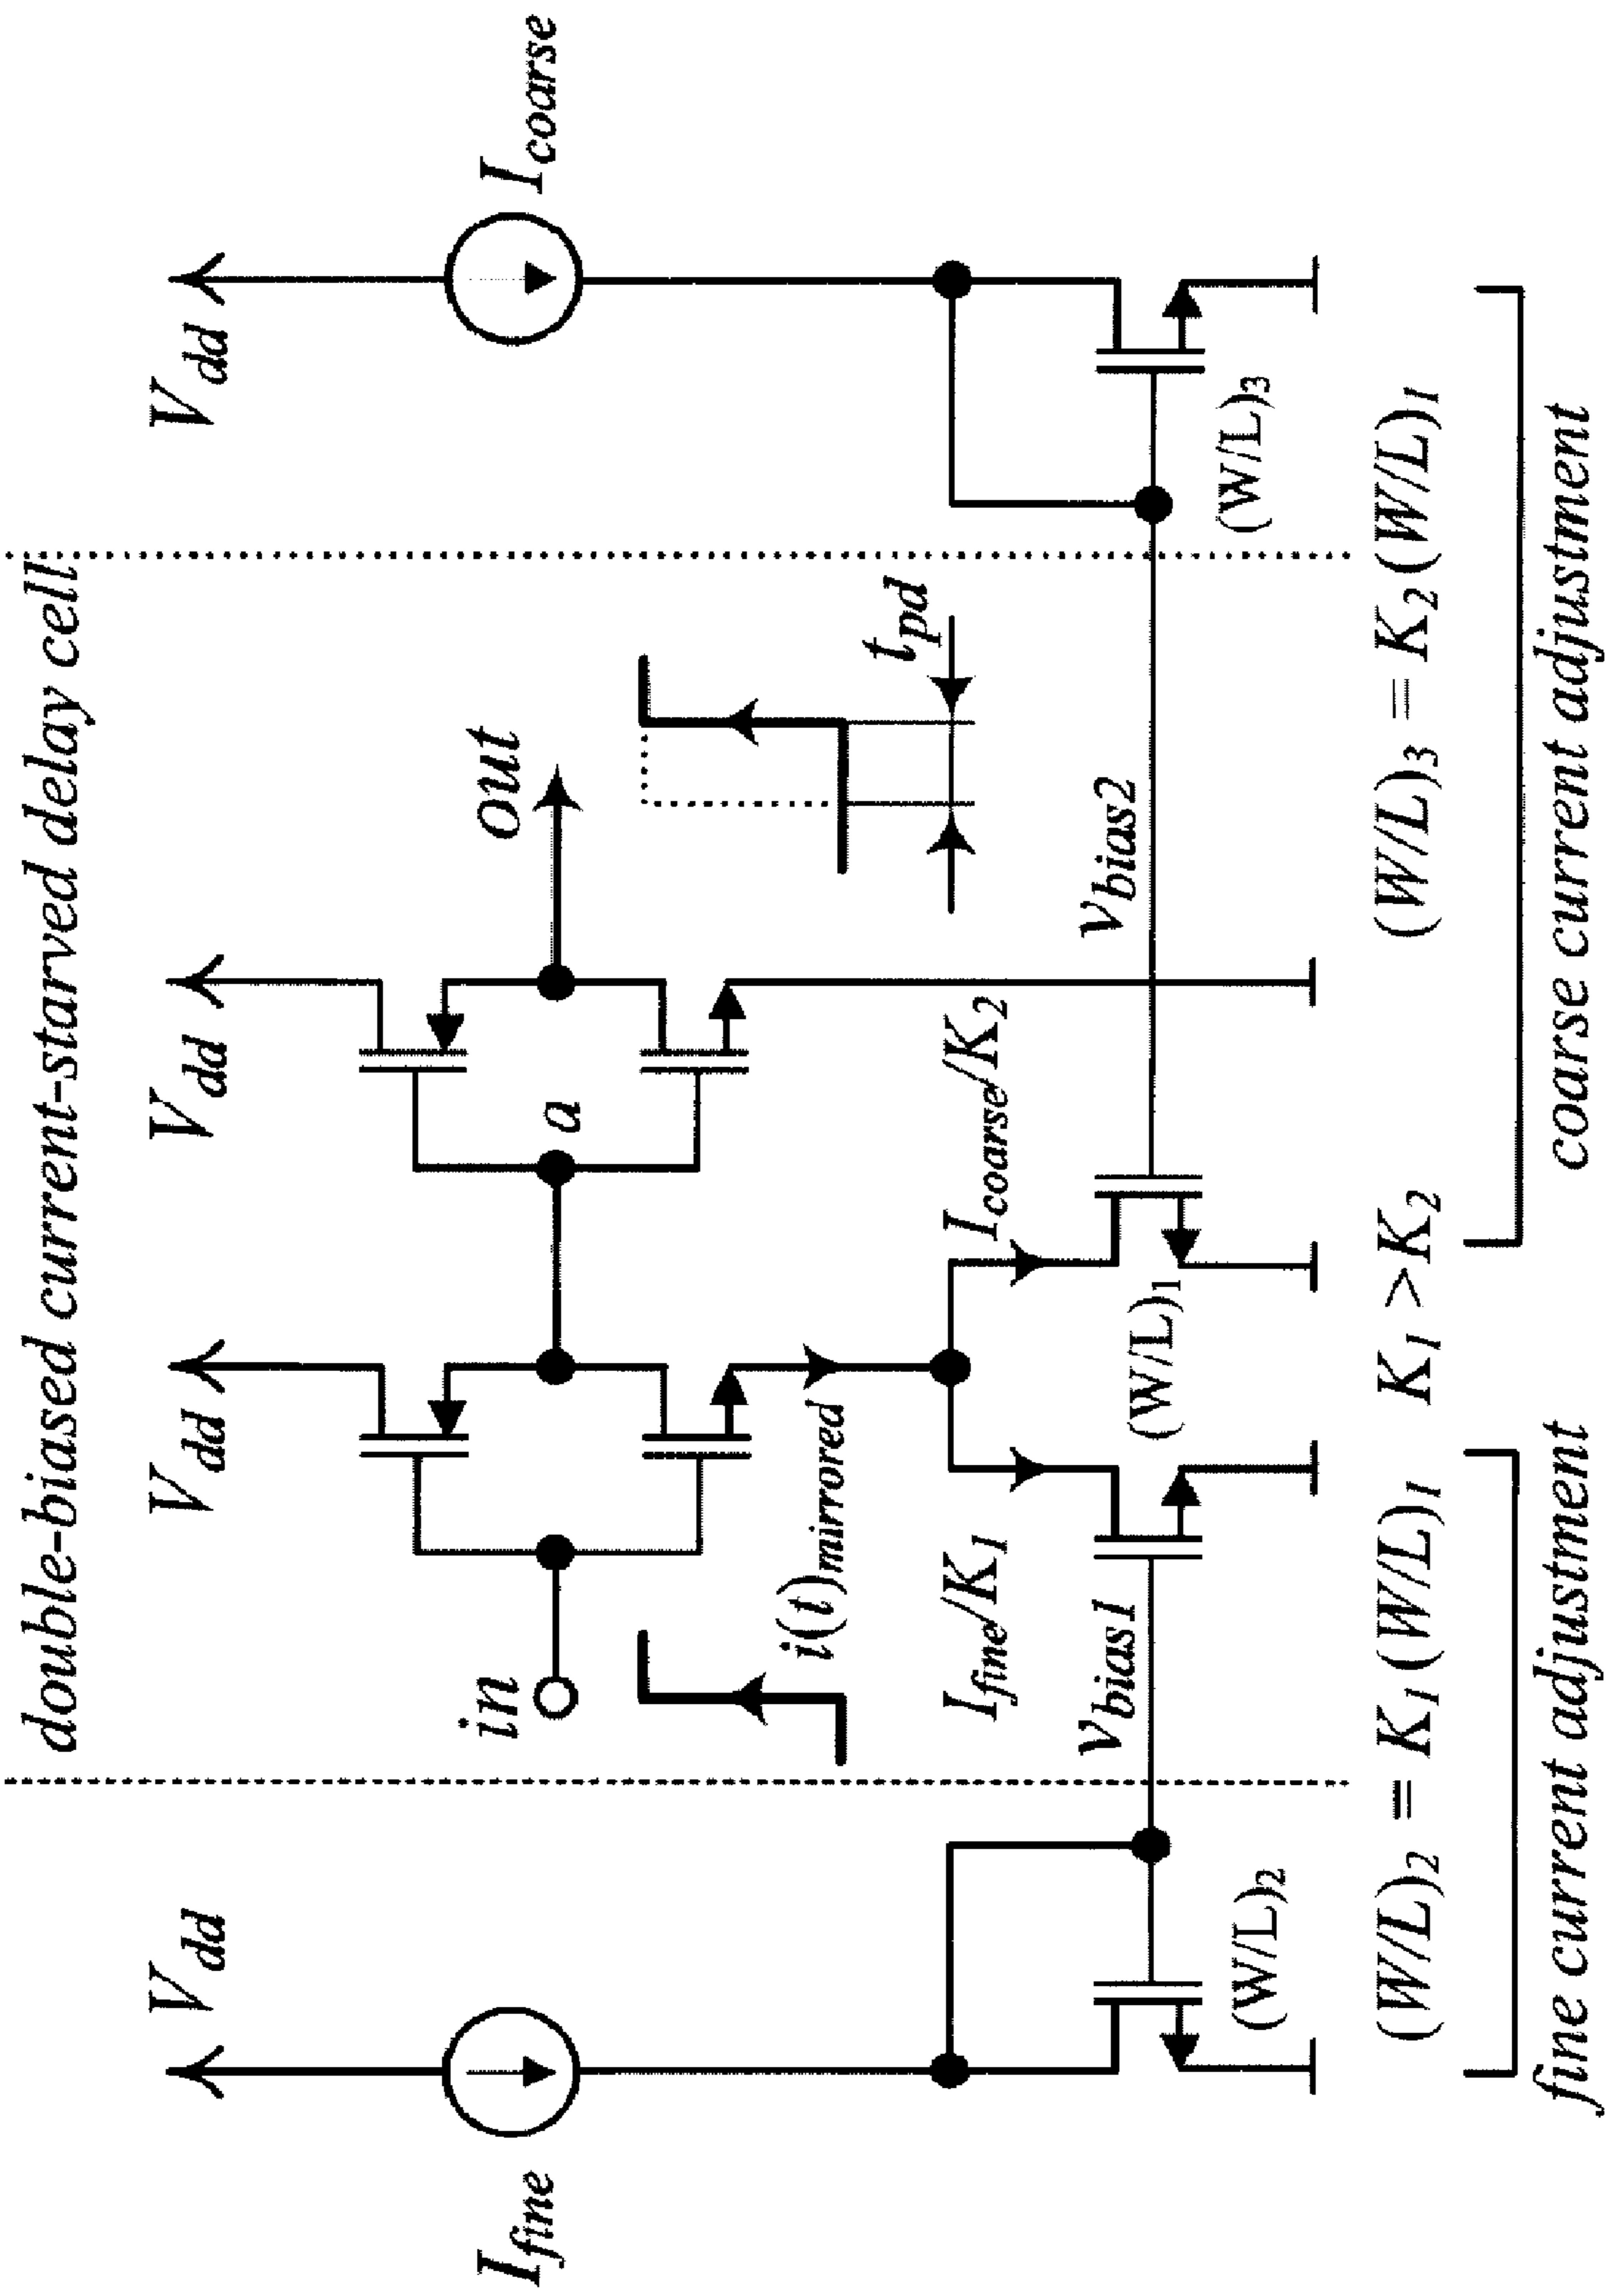 double-biased current-starved delay cell
V_dd
V_dd
V_dd
V_dd
I_fine
in
a
out
I_coarse
i(t)_mirrored
t_pd
I_fine/K_1
I_coarse/K_2
v_bias1
v_bias2
(W/L)_2
(W/L)_1
(W/L)_3
(W/L)_2 = K_1(W/L)_1
K_1 >K_2
(W/L)_3 = K_2(W/L)_1
fine current adjustment
coarse current adjustment